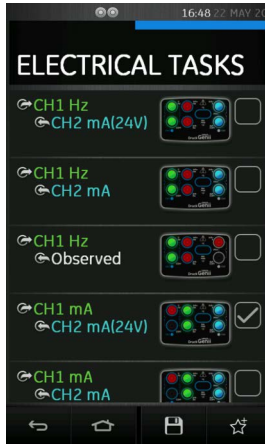 16:48 22 MAY 20
ELECTRICAL TASKS
CH1 Hz
CH2 mA(24V)
CH1 Hz
CH2 mA
CH1 Hz
Observed
CH1 mA
CH2 mA(24V)
CH1 mA
CH2 mA